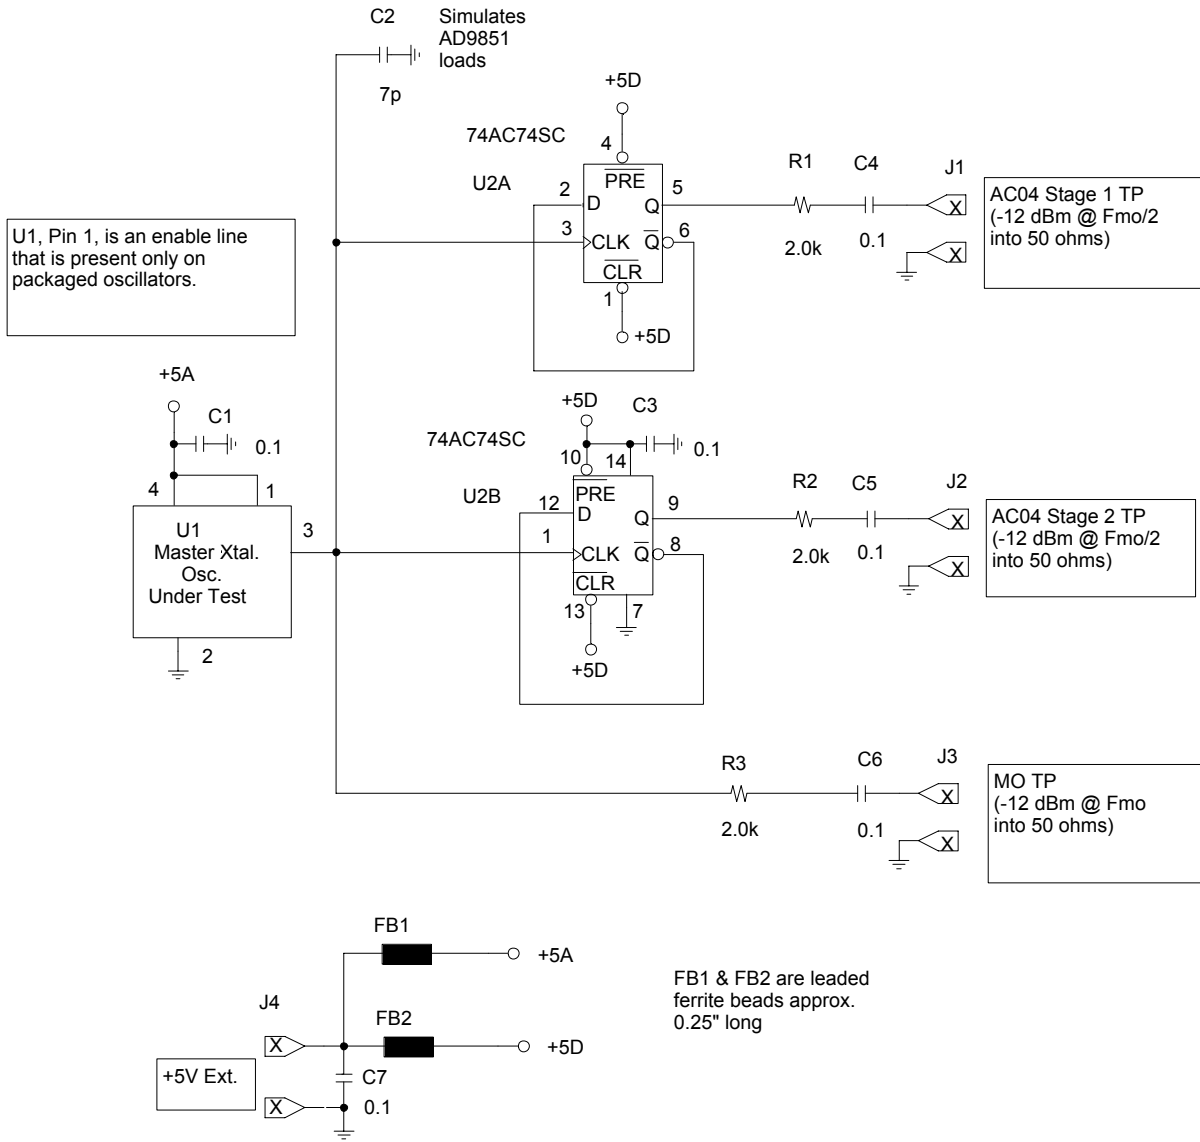 C2
Simulates
AD9851
loads
7p
+5D
74AC74SC
4
U2A
2
PRE
5
D
Q
3
CLK
Q
6
CLR
1
+5D
R1
2.0k
C4
0.1
J1
X
X
AC04 Stage 1 TP
(-12 dBm @ Fmo/2
into 50 ohms)
U1, Pin 1, is an enable line
that is present only on
packaged oscillators.
+5A
C1
0.1
4
1
U1
Master Xtal.
Osc.
Under Test
3
2
+5D
C3
74AC74SC
0.1
10
14
U2B
12
PRE
D
Q
9
1
CLK
Q
8
CLR
13
7
+5D
R2
2.0k
C5
0.1
J2
X
X
AC04 Stage 2 TP
(-12 dBm @ Fmo/2
into 50 ohms)
R3
2.0k
C6
0.1
J3
X
X
MO TP
(-12 dBm @ Fmo
into 50 ohms)
FB1
+5A
J4
FB2
X
+5D
+5V Ext.
C7
X
0.1
FB1 & FB2 are leaded
ferrite beads approx.
0.25" long